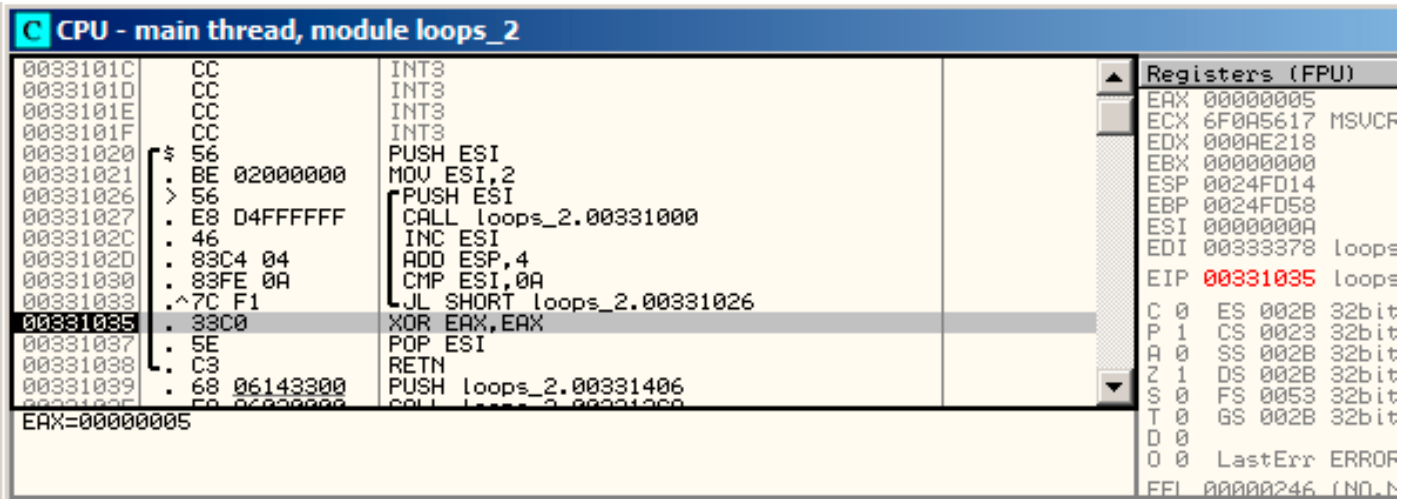 C CPU - main thread, module loops_2
0033101C CC INT3
0033101D CC INT3
0033101E CC INT3
0033101F CC INT3
00331020 $ 56 PUSH ESI
00331021 . BE 02000000 MOV ESI,2
00331026 > 56 PUSH ESI
00331027 . E8 D4FFFFFF CALL loops_2.00331000
0033102C . 46 INC ESI
0033102D . 83C4 04 ADD ESP,4
00331030 . 83FE 0A CMP ESI,0A
00331033 .^7C F1 JL SHORT loops_2.00331026
00331035 . 33C0 XOR EAX,EAX
00331037 . 5E POP ESI
00331038 . C3 RETN
00331039 . 68 06143300 PUSH loops_2.00331406
EAX=00000005
Registers (FPU)
EAX 00000005
ECX 6F0A5617 MSVCR
EDX 000AE218
EBX 00000000
ESP 0024FD14
EBP 0024FD58
ESI 0000000A
EDI 00333378 loops
EIP 00331035 loops
C 0 ES 002B 32bit
P 1 CS 0023 32bit
A 0 SS 002B 32bit
Z 1 DS 002B 32bit
S 0 FS 0053 32bit
T 0 GS 002B 32bit
D 0
O 0 LastErr ERROR
EFL 00000246 (NO,N